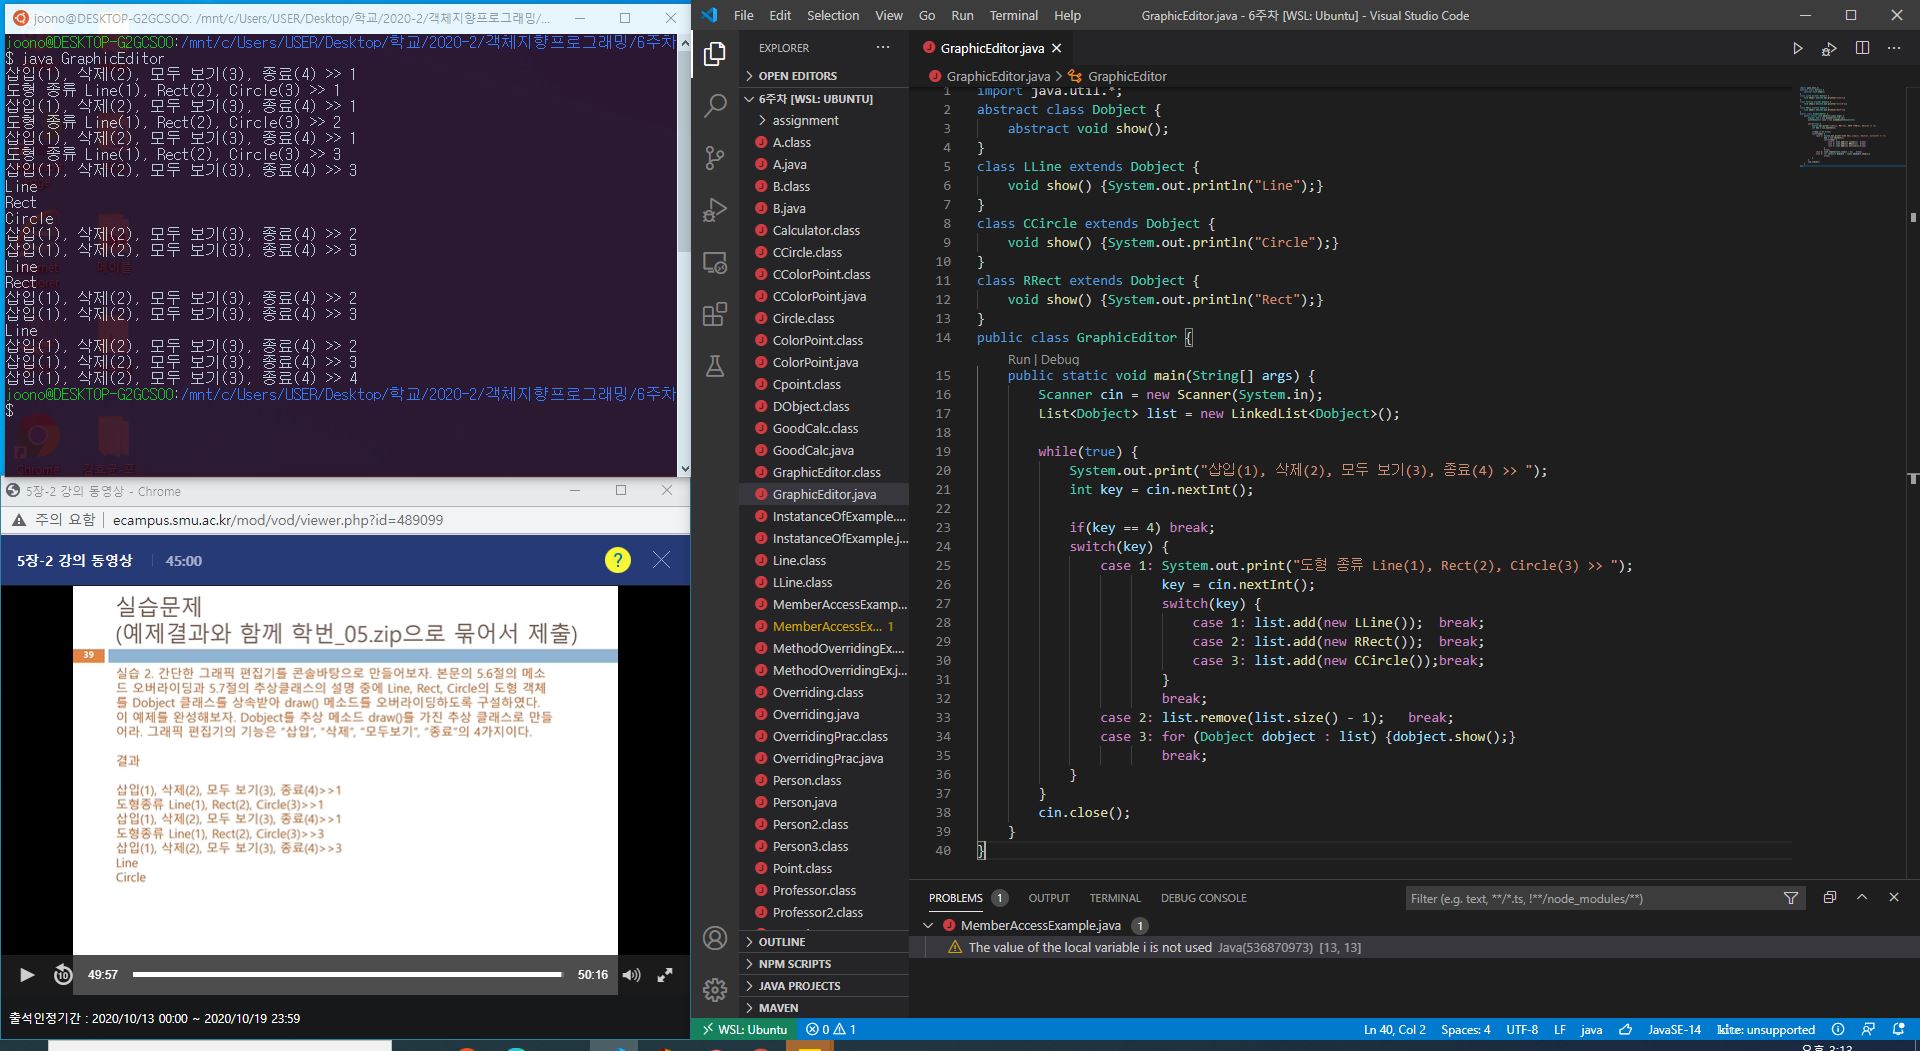 joono@DESKTOP-G2GCSOO: /mnt/c/Users/USER/Desktop/학교/2020-2/객체지향프로그래밍/...
joono@DESKTOP-G2GCSOO:/mnt/c/Users/USER/Desktop/학교/2020-2/객체지향프로그래밍/6주차
$ java GraphicEditor
삽입(1), 삭제(2), 모두 보기(3), 종료(4) >> 1
도형 종류 Line(1), Rect(2), Circle(3) >> 1
삽입(1), 삭제(2), 모두 보기(3), 종료(4) >> 1
도형 종류 Line(1), Rect(2), Circle(3) >> 2
삽입(1), 삭제(2), 모두 보기(3), 종료(4) >> 1
도형 종류 Line(1), Rect(2), Circle(3) >> 3
삽입(1), 삭제(2), 모두 보기(3), 종료(4) >> 3
Line
Rect
Circle
삽입(1), 삭제(2), 모두 보기(3), 종료(4) >> 2
삽입(1), 삭제(2), 모두 보기(3), 종료(4) >> 3
Line
Rect
삽입(1), 삭제(2), 모두 보기(3), 종료(4) >> 2
삽입(1), 삭제(2), 모두 보기(3), 종료(4) >> 3
Line
삽입(1), 삭제(2), 모두 보기(3), 종료(4) >> 2
삽입(1), 삭제(2), 모두 보기(3), 종료(4) >> 3
삽입(1), 삭제(2), 모두 보기(3), 종료(4) >> 4
joono@DESKTOP-G2GCSOO:/mnt/c/Users/USER/Desktop/학교/2020-2/객체지향프로그래밍/6주차
$
Chrome
5장-2 강의 동영상 - Chrome
주의 요함 | ecampus.smu.ac.kr/mod/vod/viewer.php?id=489099
5장-2 강의 동영상 45:00 ?
실습문제
(예제결과와 함께 학번_05.zip으로 묶어서 제출)
39
실습 2. 간단한 그래픽 편집기를 콘솔바탕으로 만들어보자. 본문의 5.6절의 메소
드 오버라이딩과 5.7절의 추상클래스의 설명 중에 Line, Rect, Circle의 도형 객체
를 Dobject 클래스를 상속받아 draw() 메소드를 오버라이딩하도록 구설하였다.
이 예제를 완성해보자. Dobject를 추상 메소드 draw()를 가진 추상 클래스로 만들
어라. 그래픽 편집기의 기능은 "삽입", "삭제", "모두보기", "종료"의 4가지이다.
결과
삽입(1), 삭제(2), 모두 보기(3), 종료(4)>>1
도형종류 Line(1), Rect(2), Circle(3)>>1
삽입(1), 삭제(2), 모두 보기(3), 종료(4)>>1
도형종류 Line(1), Rect(2), Circle(3)>>3
삽입(1), 삭제(2), 모두 보기(3), 종료(4)>>3
Line
Circle
10 49:57 50:16
출석인정기간 : 2020/10/13 00:00 ~ 2020/10/19 23:59
File Edit Selection View Go Run Terminal Help GraphicEditor.java - 6주차 [WSL: Ubuntu] - Visual Studio Code
EXPLORER ...
OPEN EDITORS
6주차 [WSL: UBUNTU]
assignment
A.class
A.java
B.class
B.java
Calculator.class
CCircle.class
CColorPoint.class
CColorPoint.java
Circle.class
ColorPoint.class
ColorPoint.java
Cpoint.class
DObject.class
GoodCalc.class
GoodCalc.java
GraphicEditor.class
GraphicEditor.java
InstatanceOfExample....
InstatanceOfExample.j...
Line.class
LLine.class
MemberAccessExamp...
MemberAccessEx... 1
MethodOverridingEx....
MethodOverridingEx.j...
Overriding.class
Overriding.java
OverridingPrac.class
OverridingPrac.java
Person.class
Person.java
Person2.class
Person3.class
Point.class
Professor.class
Professor2.class
OUTLINE
NPM SCRIPTS
JAVA PROJECTS
MAVEN
GraphicEditor.java
GraphicEditor.java > GraphicEditor
1 import java.util.*;
2 abstract class Dobject {
3 abstract void show();
4 }
5 class LLine extends Dobject {
6 void show() {System.out.println("Line");}
7 }
8 class CCircle extends Dobject {
9 void show() {System.out.println("Circle");}
10 }
11 class RRect extends Dobject {
12 void show() {System.out.println("Rect");}
13 }
14 public class GraphicEditor {
Run | Debug
15 public static void main(String[] args) {
16 Scanner cin = new Scanner(System.in);
17 List<Dobject> list = new LinkedList<Dobject>();
18
19 while(true) {
20 System.out.print("삽입(1), 삭제(2), 모두 보기(3), 종료(4) >> ");
21 int key = cin.nextInt();
22
23 if(key == 4) break;
24 switch(key) {
25 case 1: System.out.print("도형 종류 Line(1), Rect(2), Circle(3) >> ");
26 key = cin.nextInt();
27 switch(key) {
28 case 1: list.add(new LLine()); break;
29 case 2: list.add(new RRect()); break;
30 case 3: list.add(new CCircle());break;
31 }
32 break;
33 case 2: list.remove(list.size() - 1); break;
34 case 3: for (Dobject dobject : list) {dobject.show();}
35 break;
36 }
37 }
38 cin.close();
39 }
40 }
PROBLEMS 1 OUTPUT TERMINAL DEBUG CONSOLE Filter (e.g. text, **/*.ts, !**/node_modules/**)
MemberAccessExample.java 1
The value of the local variable i is not used Java(536870973) [13, 13]
WSL: Ubuntu 0 1 Ln 40, Col 2 Spaces: 4 UTF-8 LF java JavaSE-14 kite: unsupported